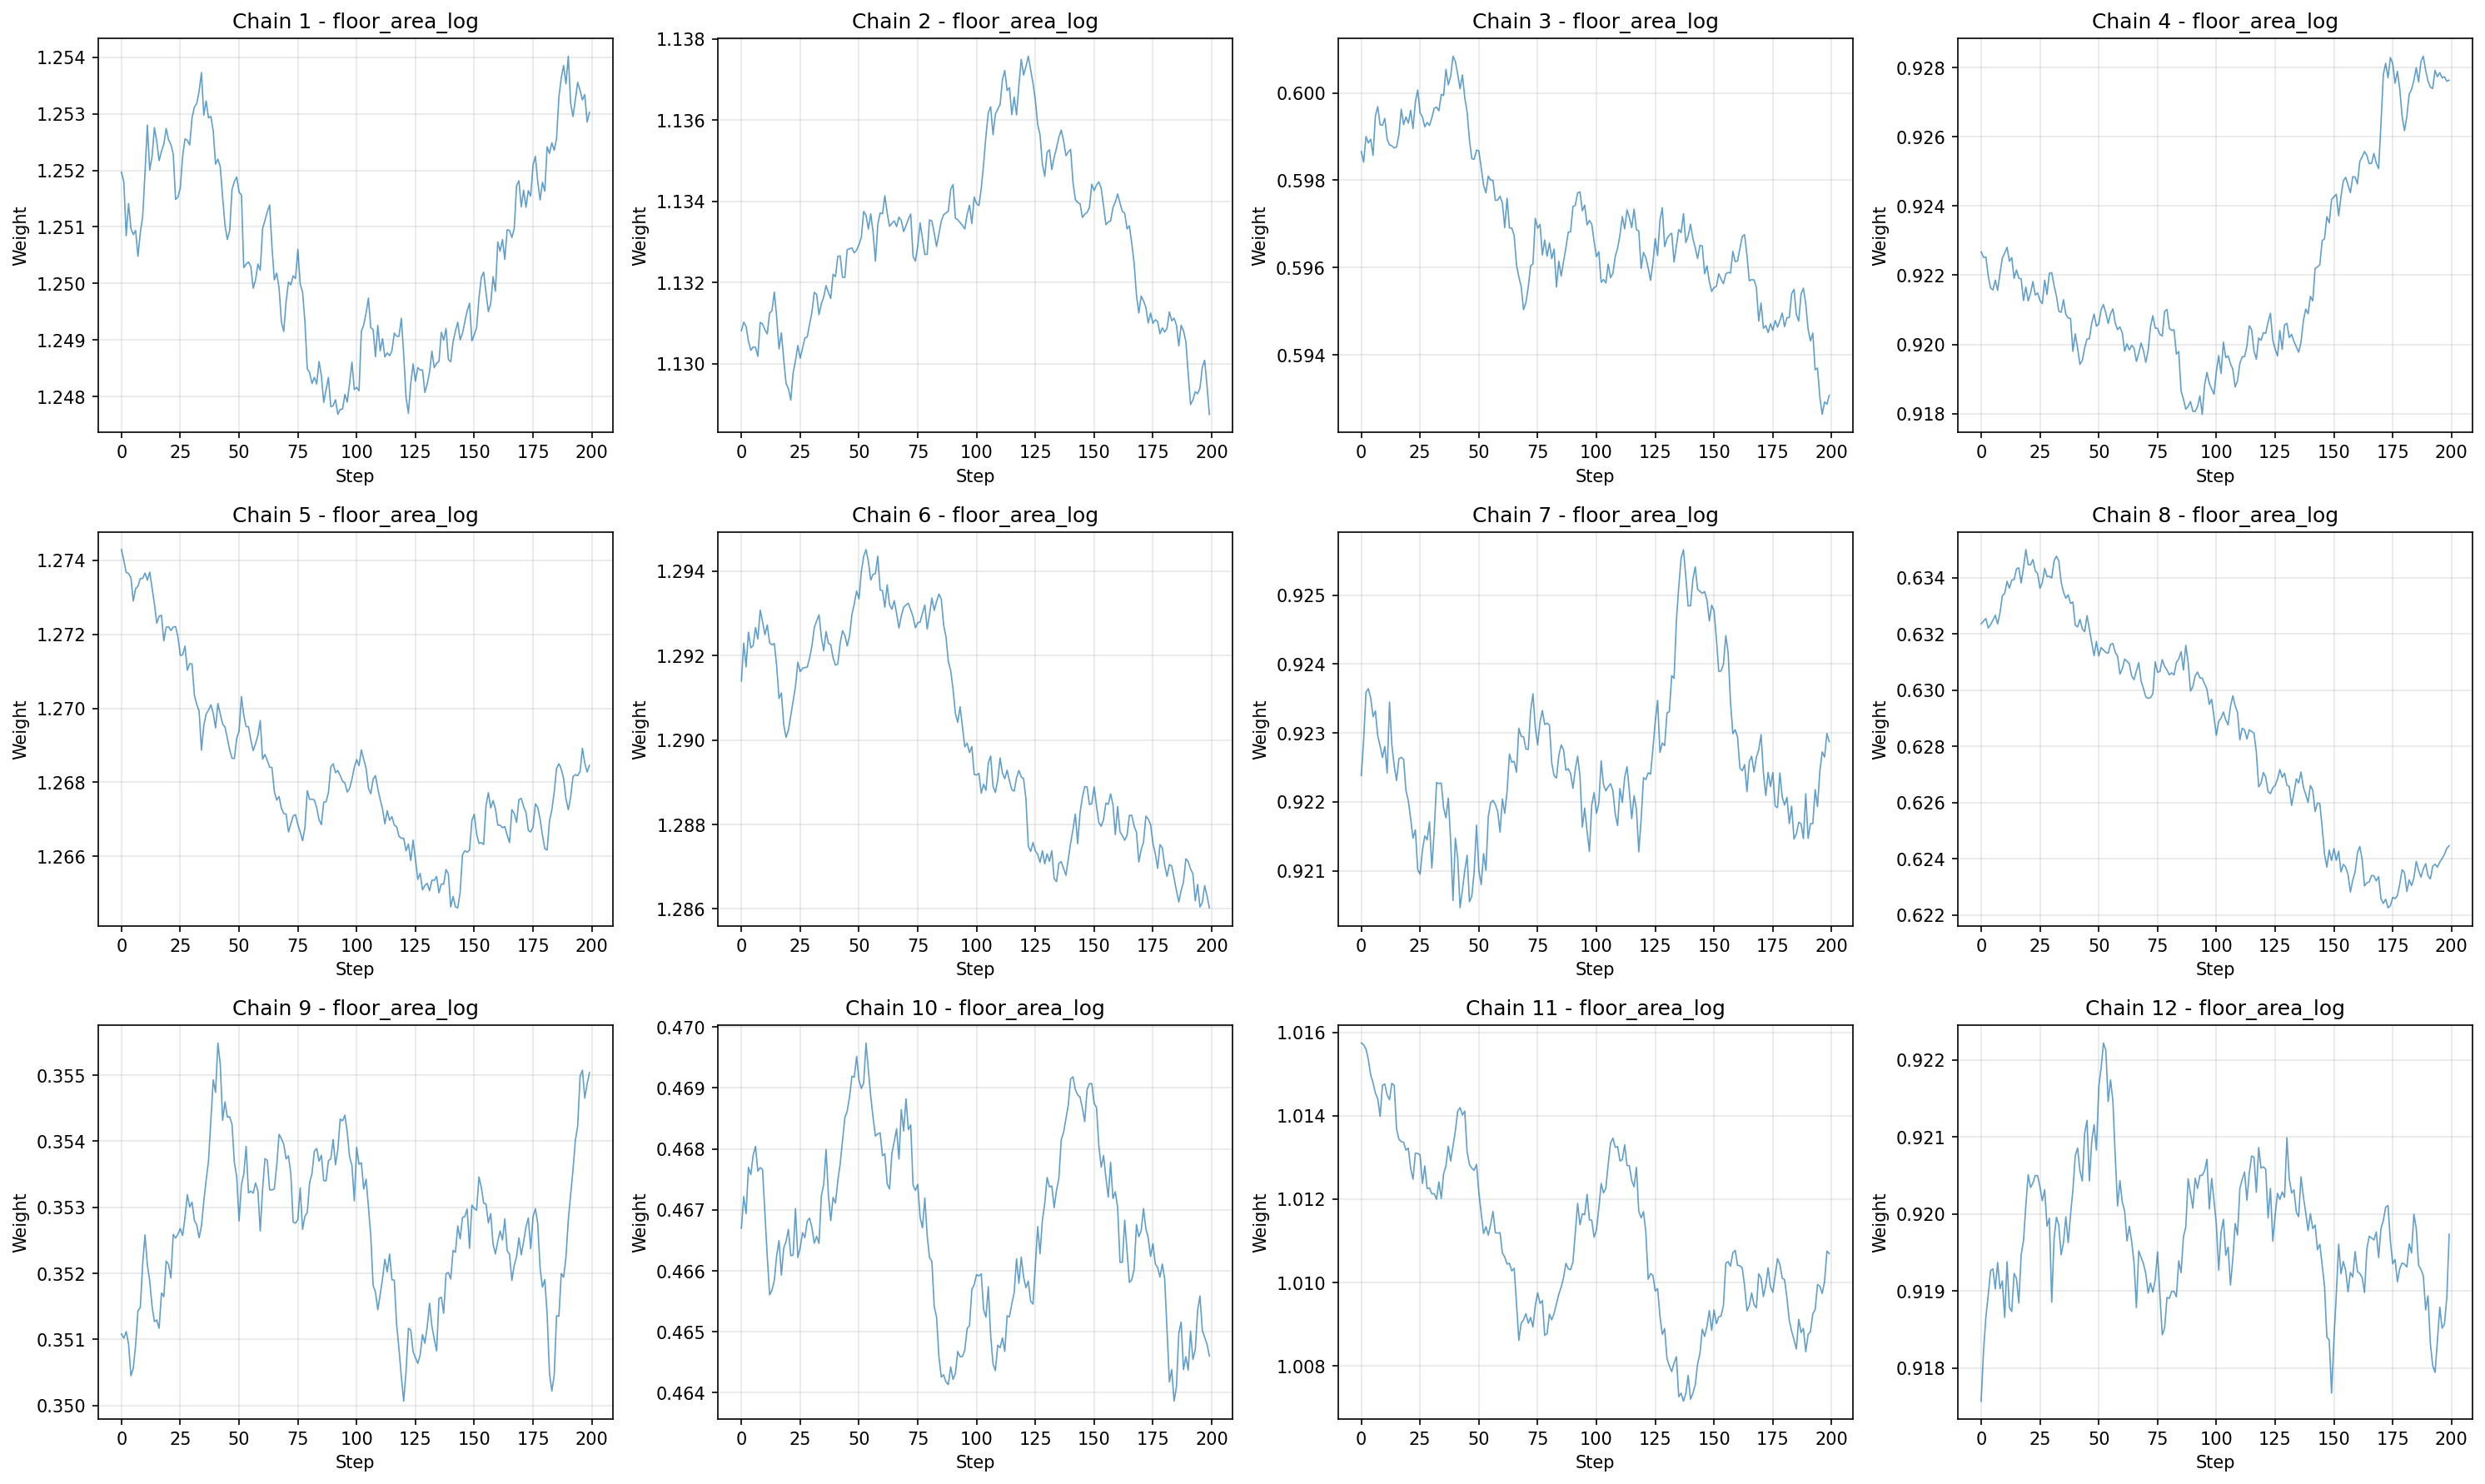 Chain 1 - floor_area_log
1.254
1.253
1.252
1.251
1.250
1.249
1.248
Weight
0 25 50 75 100 125 150 175 200
Step
Chain 2 - floor_area_log
1.138
1.136
1.134
1.132
1.130
Weight
0 25 50 75 100 125 150 175 200
Step
Chain 3 - floor_area_log
0.600
0.598
0.596
0.594
Weight
0 25 50 75 100 125 150 175 200
Step
Chain 4 - floor_area_log
0.928
0.926
0.924
0.922
0.920
0.918
Weight
0 25 50 75 100 125 150 175 200
Step
Chain 5 - floor_area_log
1.274
1.272
1.270
1.268
1.266
Weight
0 25 50 75 100 125 150 175 200
Step
Chain 6 - floor_area_log
1.294
1.292
1.290
1.288
1.286
Weight
0 25 50 75 100 125 150 175 200
Step
Chain 7 - floor_area_log
0.925
0.924
0.923
0.922
0.921
Weight
0 25 50 75 100 125 150 175 200
Step
Chain 8 - floor_area_log
0.634
0.632
0.630
0.628
0.626
0.624
0.622
Weight
0 25 50 75 100 125 150 175 200
Step
Chain 9 - floor_area_log
0.355
0.354
0.353
0.352
0.351
0.350
Weight
0 25 50 75 100 125 150 175 200
Step
Chain 10 - floor_area_log
0.470
0.469
0.468
0.467
0.466
0.465
0.464
Weight
0 25 50 75 100 125 150 175 200
Step
Chain 11 - floor_area_log
1.016
1.014
1.012
1.010
1.008
Weight
0 25 50 75 100 125 150 175 200
Step
Chain 12 - floor_area_log
0.922
0.921
0.920
0.919
0.918
Weight
0 25 50 75 100 125 150 175 200
Step